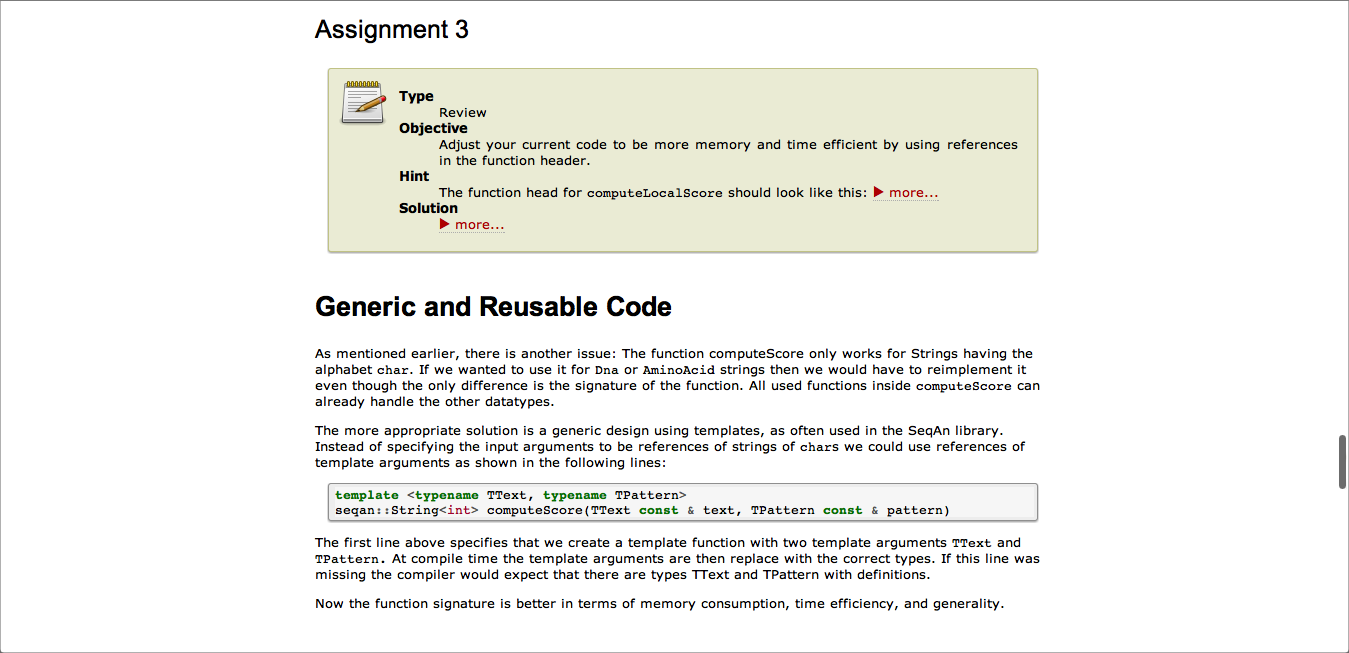 Assignment 3
Type
Review
Objective
Adjust your current code to be more memory and time efficient by using references
in the function header.
Hint
The function head for computeLocalScore should look like this: ▶ more...
Solution
▶ more...
Generic and Reusable Code
As mentioned earlier, there is another issue: The function computeScore only works for Strings having the
alphabet char. If we wanted to use it for Dna or AminoAcid strings then we would have to reimplement it
even though the only difference is the signature of the function. All used functions inside computeScore can
already handle the other datatypes.
The more appropriate solution is a generic design using templates, as often used in the SeqAn library.
Instead of specifying the input arguments to be references of strings of chars we could use references of
template arguments as shown in the following lines:
template <typename TText, typename TPattern>
seqan::String<int> computeScore(TText const & text, TPattern const & pattern)
The first line above specifies that we create a template function with two template arguments TText and
TPattern. At compile time the template arguments are then replace with the correct types. If this line was
missing the compiler would expect that there are types TText and TPattern with definitions.
Now the function signature is better in terms of memory consumption, time efficiency, and generality.